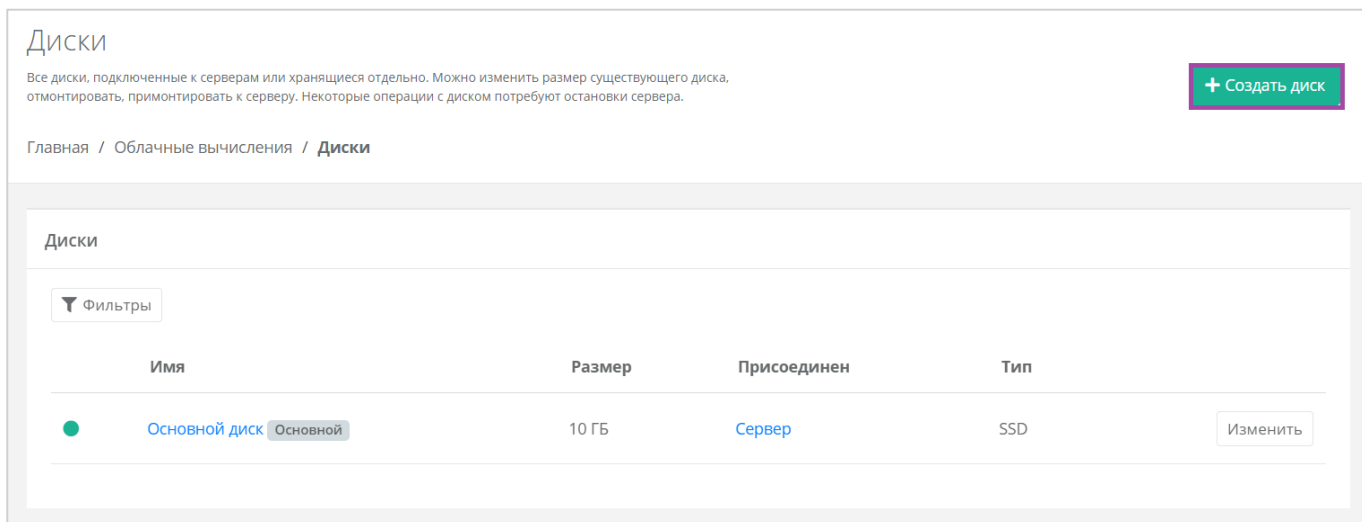 Диски
Все диски, подключенные к серверам или хранящиеся отдельно. Можно изменить размер существующего диска,
отмонтировать, примонтировать к серверу. Некоторые операции с диском потребуют остановки сервера.
+ Создать диск
Главная / Облачные вычисления / Диски
Диски
Фильтры
Имя Размер Присоединен Тип
Основной диск Основной 10 ГБ Сервер SSD Изменить